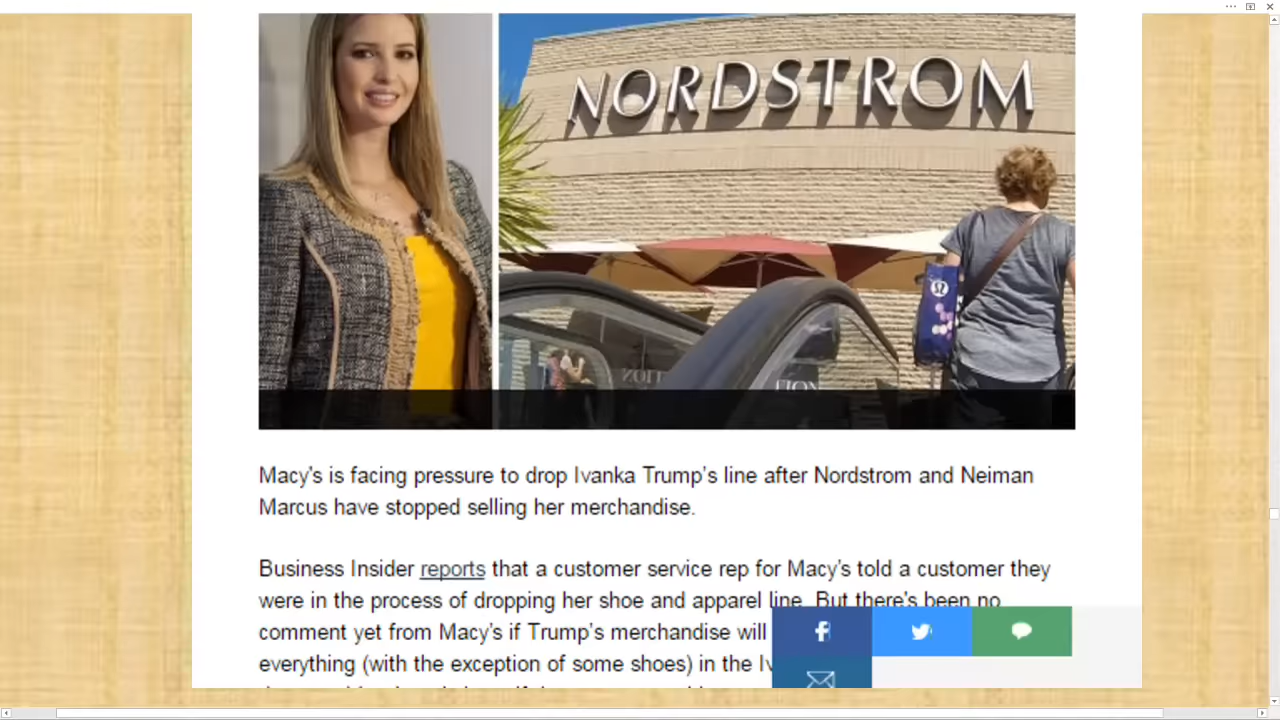 NORDSTROM
Macy's is facing pressure to drop Ivanka Trump's line after Nordstrom and Neiman
Marcus have stopped selling her merchandise.
Business Insider reports that a customer service rep for Macy's told a customer they
were in the process of dropping her shoe and apparel line. But there's been no
comment yet from Macy's if Trump's merchandise will
everything (with the exception of some shoes) in the